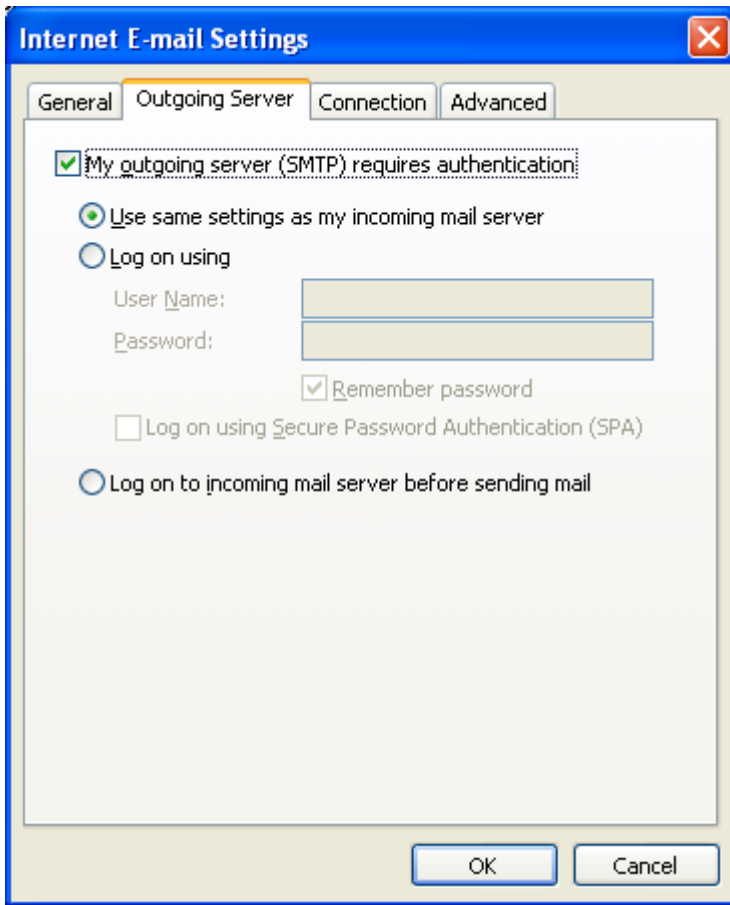 Internet E-mail Settings
General Outgoing Server Connection Advanced
My outgoing server (SMTP) requires authentication
Use same settings as my incoming mail server
Log on using
User Name:
Password:
Remember password
Log on using Secure Password Authentication (SPA)
Log on to incoming mail server before sending mail
OK Cancel